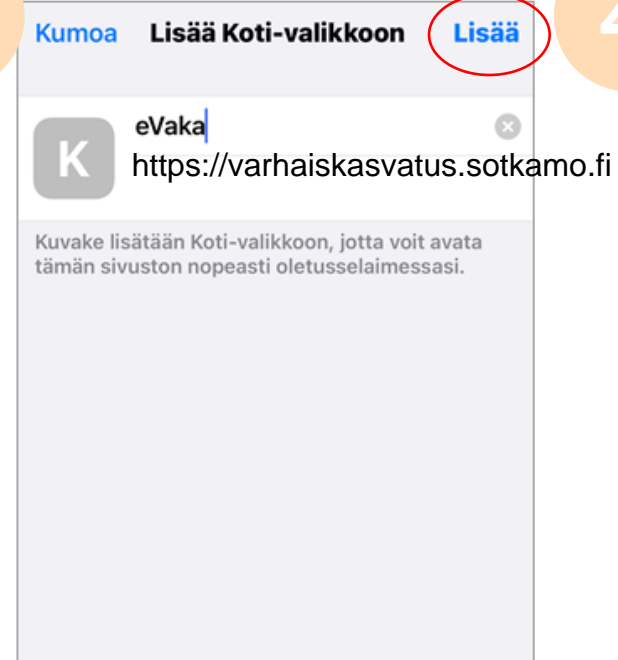 Kumoa Lisää Koti-valikkoon Lisää
eVaka
K
https://varhaiskasvatus.sotkamo.fi
Kuvake lisätään Koti-valikkoon, jotta voit avata
tämän sivuston nopeasti oletusselaimessasi.